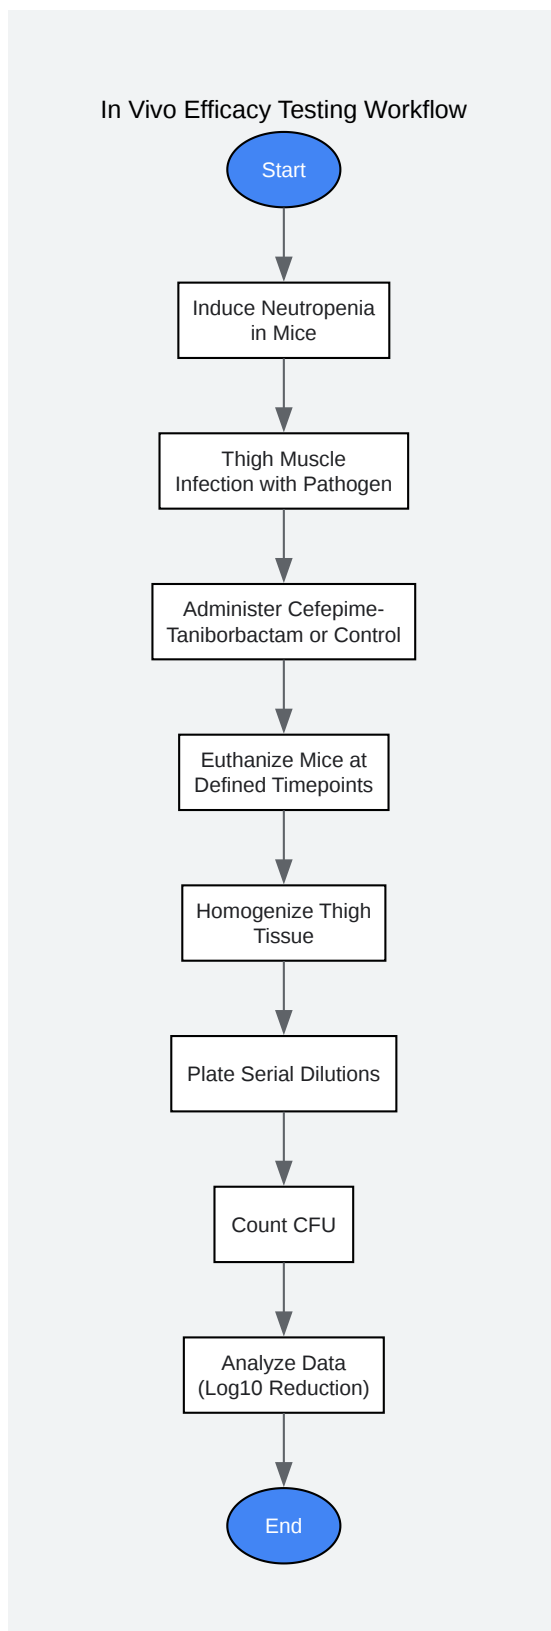 In Vivo Efficacy Testing Workflow
Start
Induce Neutropenia
in Mice
Thigh Muscle
Infection with Pathogen
Administer Cefepime-
Taniborbactam or Control
Euthanize Mice at
Defined Timepoints
Homogenize Thigh
Tissue
Plate Serial Dilutions
Count CFU
Analyze Data
(Log10 Reduction)
End